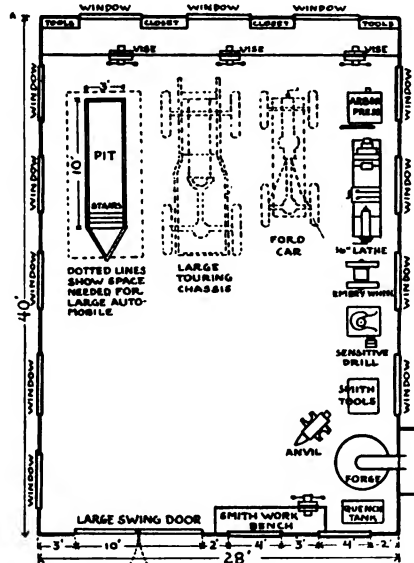 WINDOW WINDOW WINDOW
A
TOOLS CLOSET CLOSET TOOLS
VISE VISE VISE
WINDOW
WINDOW
WINDOW
WINDOW
WINDOW
40'
3'
10'
PIT
STAIRS
DOTTED LINES
SHOW SPACE
NEEDED FOR
LARGE AUTO-
MOBILE
LARGE
TOURING
CHASSIS
FORD
CAR
ARBOR
PRESS
16" LATHE
EMERY WHEEL
SENSITIVE
DRILL
SMITH
TOOLS
ANVIL
FORGE
QUENCH
TANK
WINDOW
WINDOW
WINDOW
WINDOW
LARGE SWING DOOR
SMITH WORK
BENCH
3' 10' 2' 4' 3' 4' 2'
28'